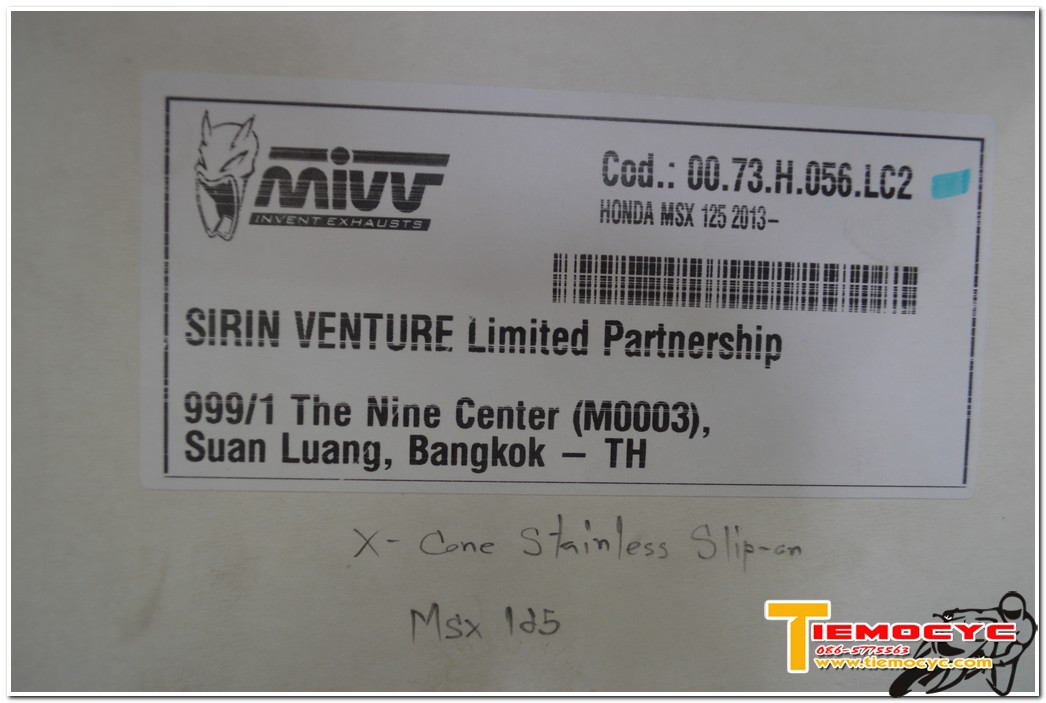 MIVV
INVENT EXHAUSTS
Cod.: 00.73.H.056.LC2
HONDA MSX 125 2013-
SIRIN VENTURE Limited Partnership
999/1 The Nine Center (M0003),
Suan Luang, Bangkok – TH
X- Cone Stainless Slip-on
Msx 125
TIEMOCYC
086-5775563
www.tiemocyc.com